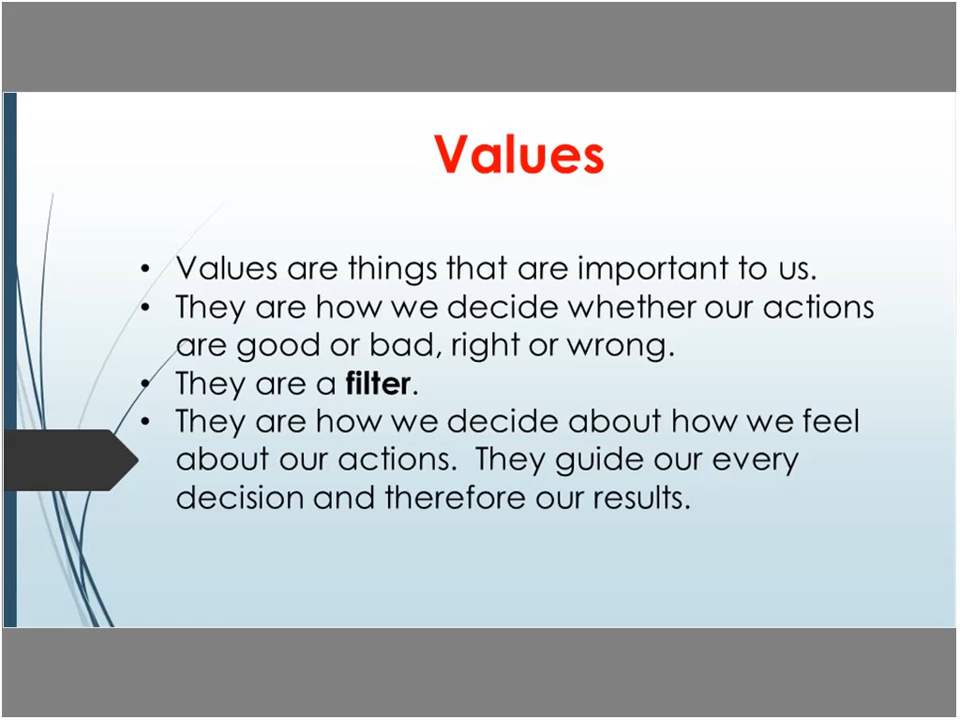 Values
• Values are things that are important to us.
• They are how we decide whether our actions
are good or bad, right or wrong.
• They are a filter.
• They are how we decide about how we feel
about our actions.  They guide our every
decision and therefore our results.